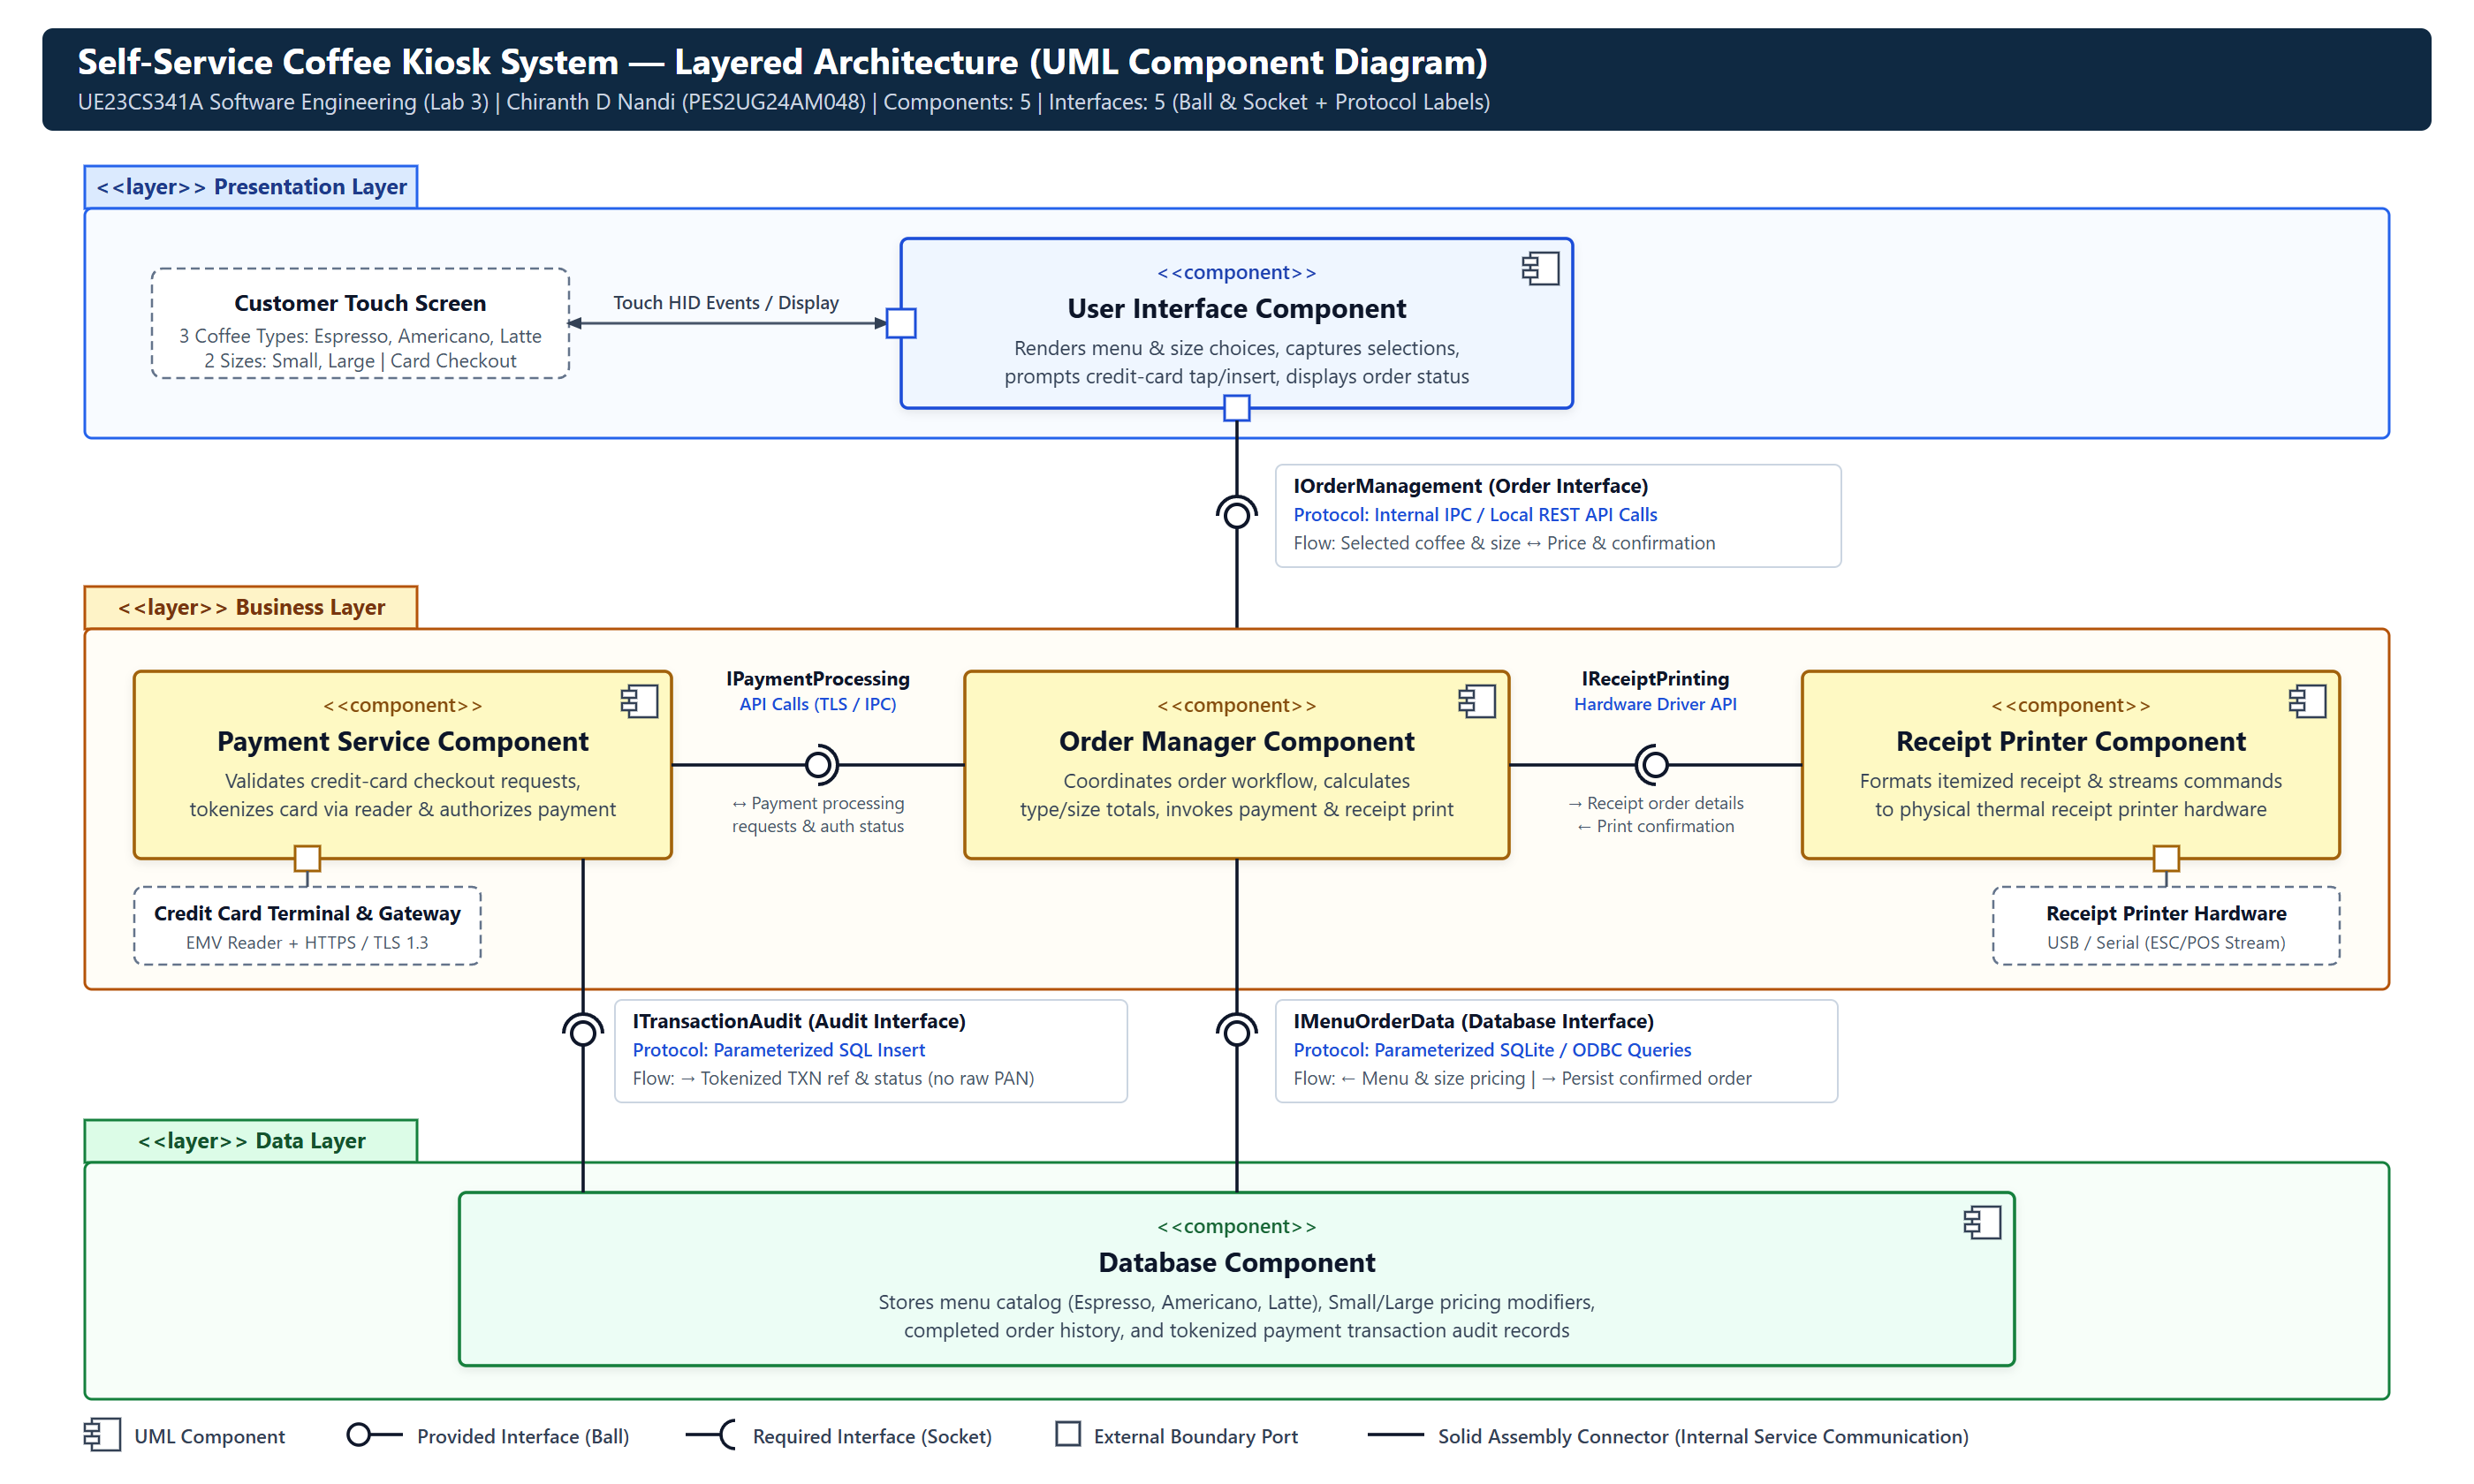 Self-Service Coffee Kiosk System — Layered Architecture (UML Component Diagram)
UE23CS341A Software Engineering (Lab 3) | Chiranth D Nandi (PES2UG24AM048) | Components: 5 | Interfaces: 5 (Ball & Socket + Protocol Labels)
<<layer>> Presentation Layer
Customer Touch Screen
3 Coffee Types: Espresso, Americano, Latte
2 Sizes: Small, Large | Card Checkout
Touch HID Events / Display
<<component>>
User Interface Component
Renders menu & size choices, captures selections,
prompts credit-card tap/insert, displays order status
IOrderManagement (Order Interface)
Protocol: Internal IPC / Local REST API Calls
Flow: Selected coffee & size ↔ Price & confirmation
<<layer>> Business Layer
<<component>>
Payment Service Component
Validates credit-card checkout requests,
tokenizes card via reader & authorizes payment
IPaymentProcessing
API Calls (TLS / IPC)
↔ Payment processing
requests & auth status
<<component>>
Order Manager Component
Coordinates order workflow, calculates
type/size totals, invokes payment & receipt print
IReceiptPrinting
Hardware Driver API
→ Receipt order details
← Print confirmation
<<component>>
Receipt Printer Component
Formats itemized receipt & streams commands
to physical thermal receipt printer hardware
Credit Card Terminal & Gateway
EMV Reader + HTTPS / TLS 1.3
Receipt Printer Hardware
USB / Serial (ESC/POS Stream)
ITransactionAudit (Audit Interface)
Protocol: Parameterized SQL Insert
Flow: → Tokenized TXN ref & status (no raw PAN)
IMenuOrderData (Database Interface)
Protocol: Parameterized SQLite / ODBC Queries
Flow: ← Menu & size pricing | → Persist confirmed order
<<layer>> Data Layer
<<component>>
Database Component
Stores menu catalog (Espresso, Americano, Latte), Small/Large pricing modifiers,
completed order history, and tokenized payment transaction audit records
UML Component
Provided Interface (Ball)
Required Interface (Socket)
External Boundary Port
Solid Assembly Connector (Internal Service Communication)